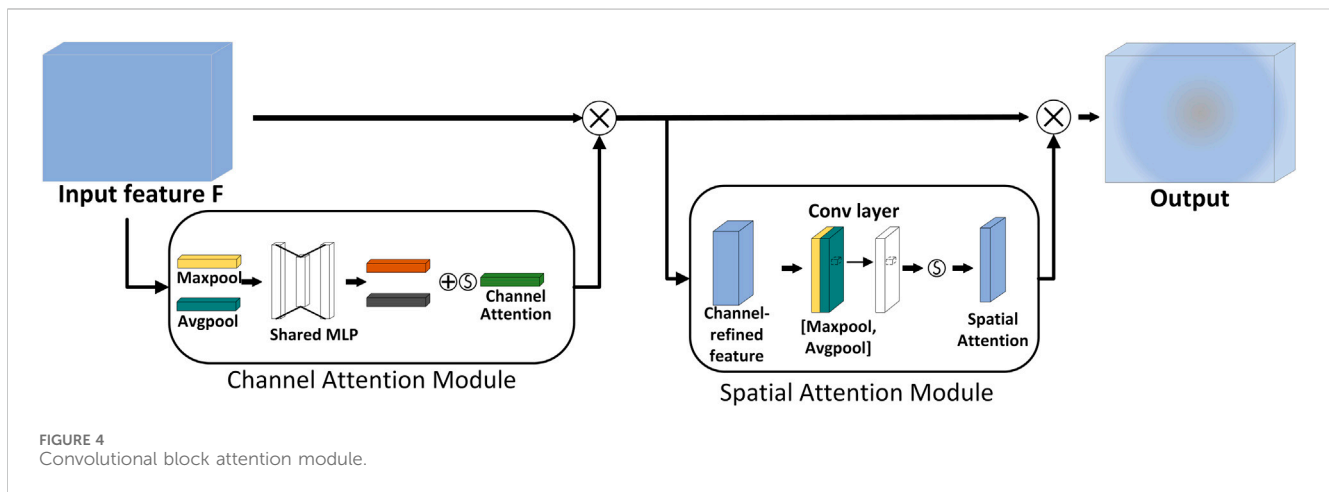 Input feature F
Maxpool
Avgpool
Shared MLP
S
Channel
Attention
Channel Attention Module
Conv layer
Channel-
refined
feature
[Maxpool,
Avgpool]
S
Spatial
Attention
Spatial Attention Module
Output
FIGURE 4
Convolutional block attention module.